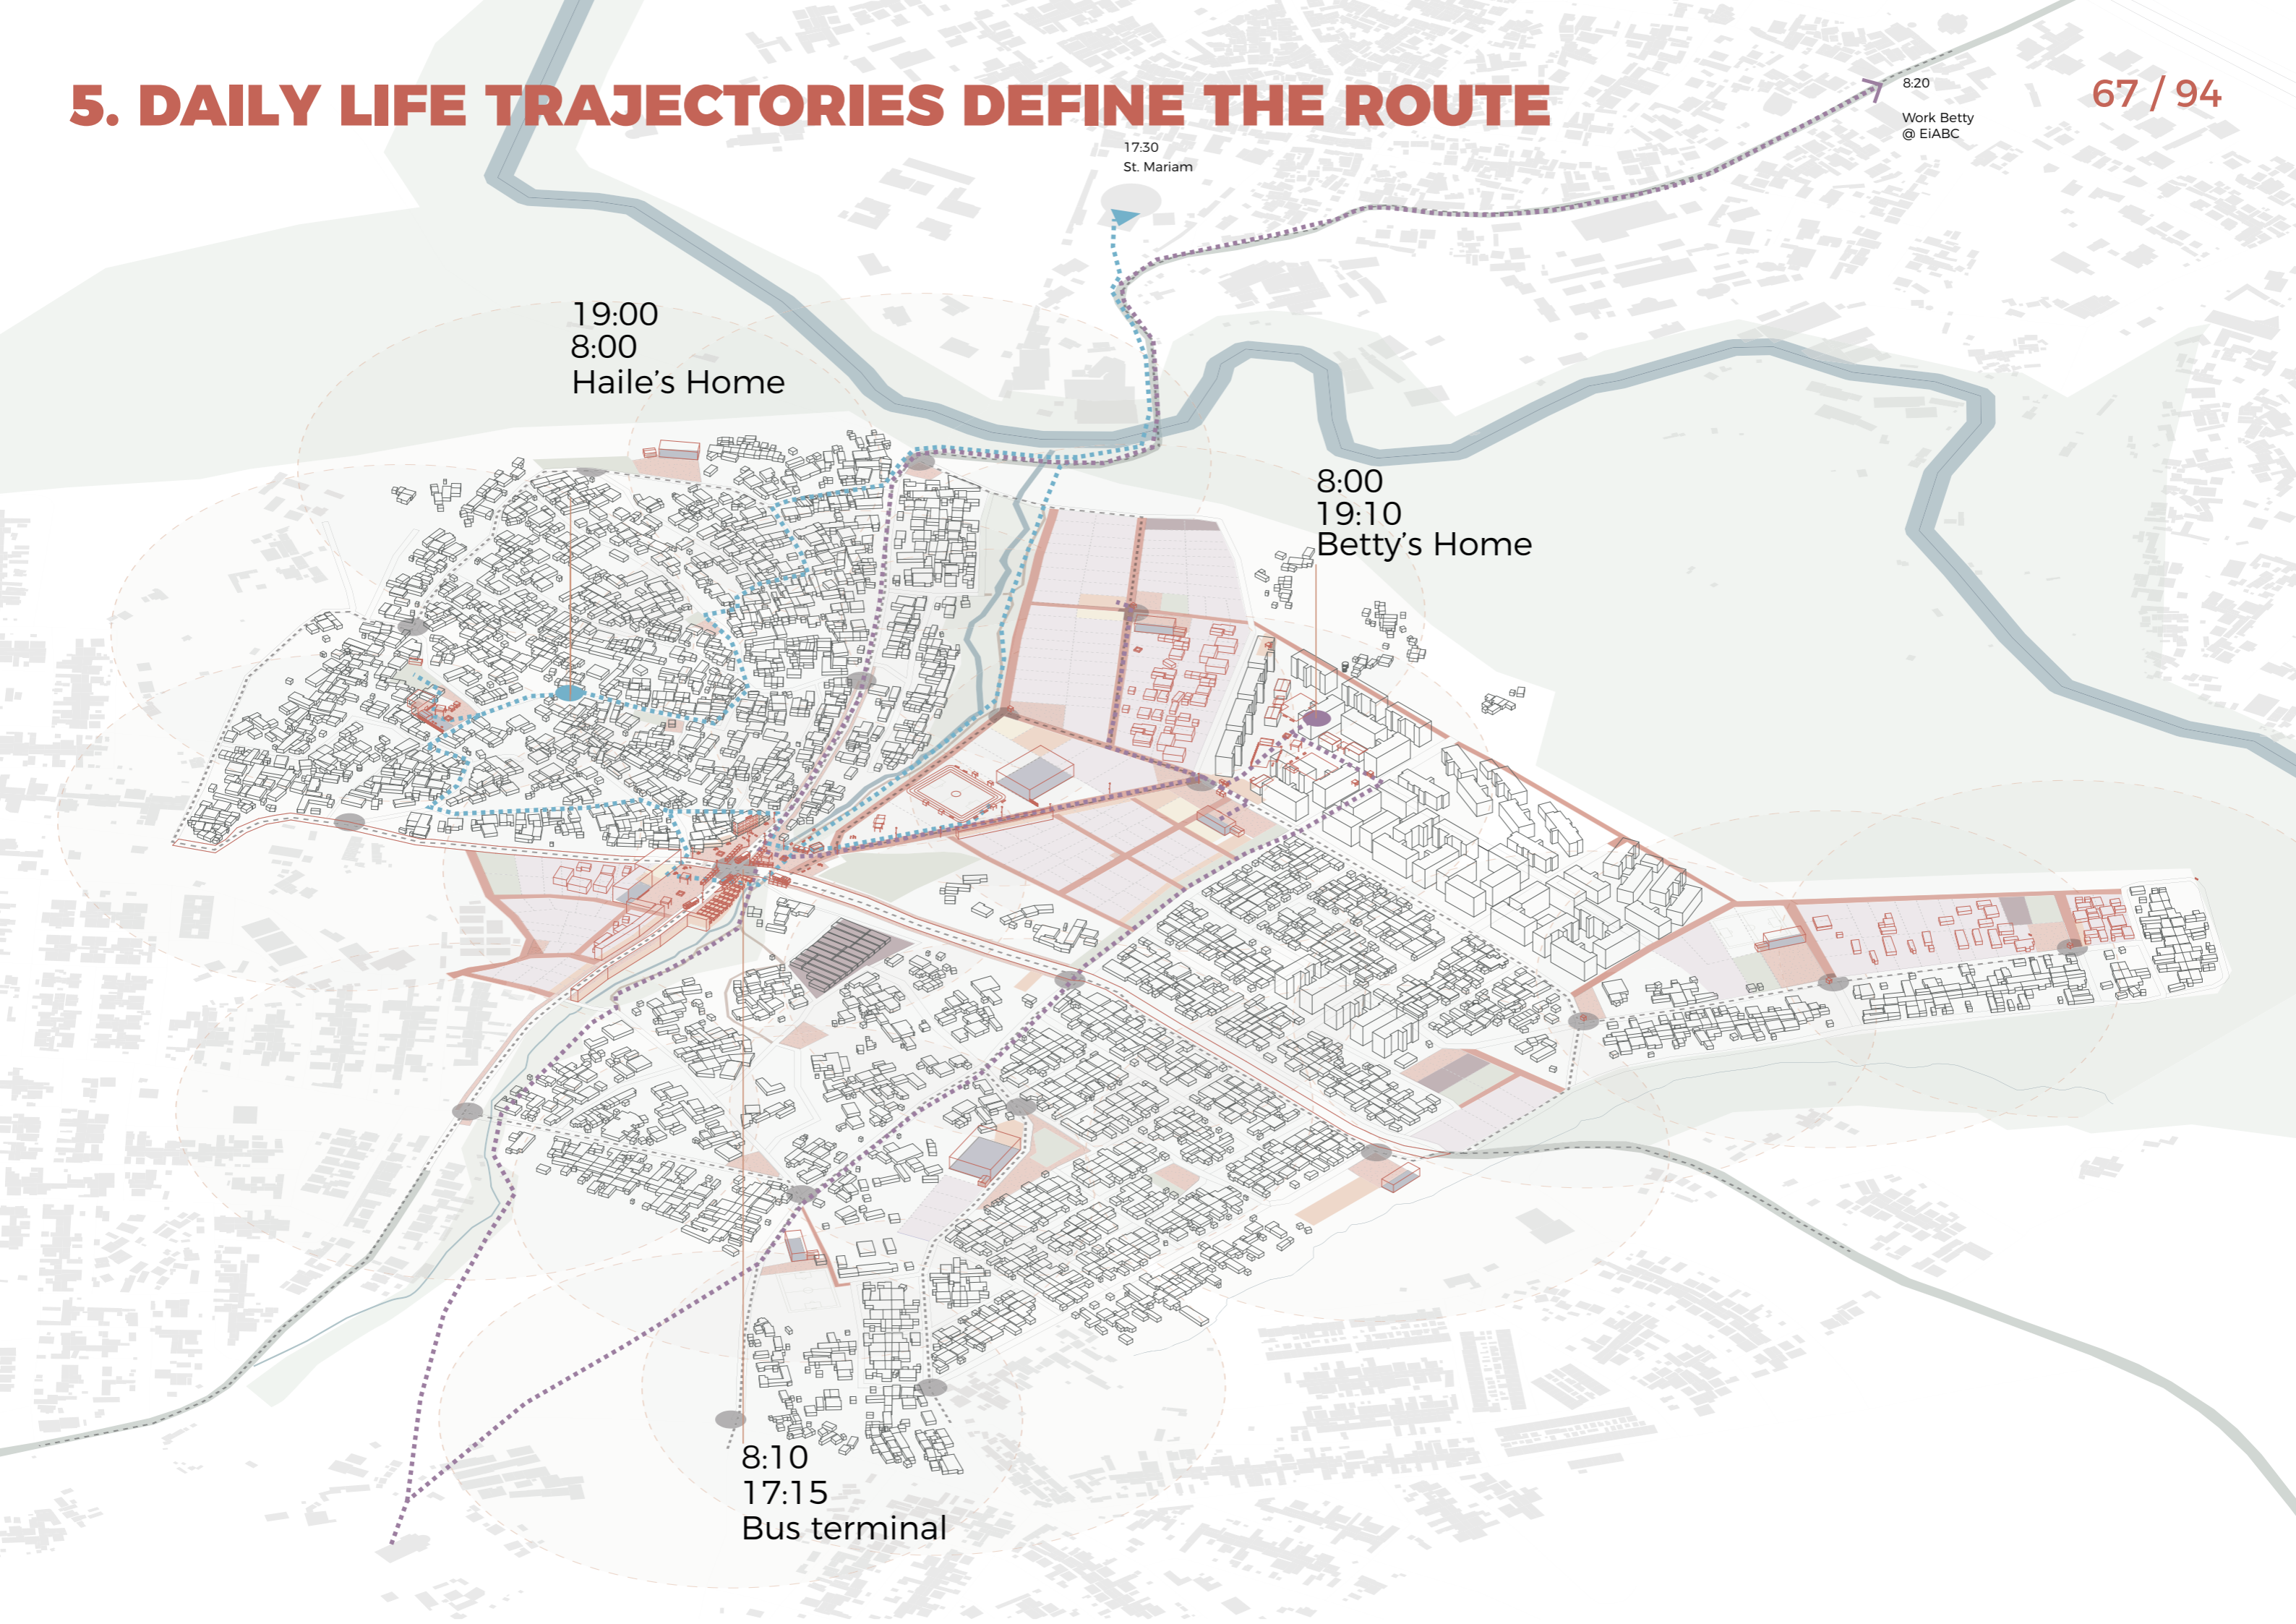 5. DAILY LIFE TRAJECTORIES DEFINE THE ROUTE
67 / 94
8:20
Work Betty
@ EiABC
17:30
St. Mariam
19:00
8:00
Haile's Home
8:00
19:10
Betty's Home
8:10
17:15
Bus terminal